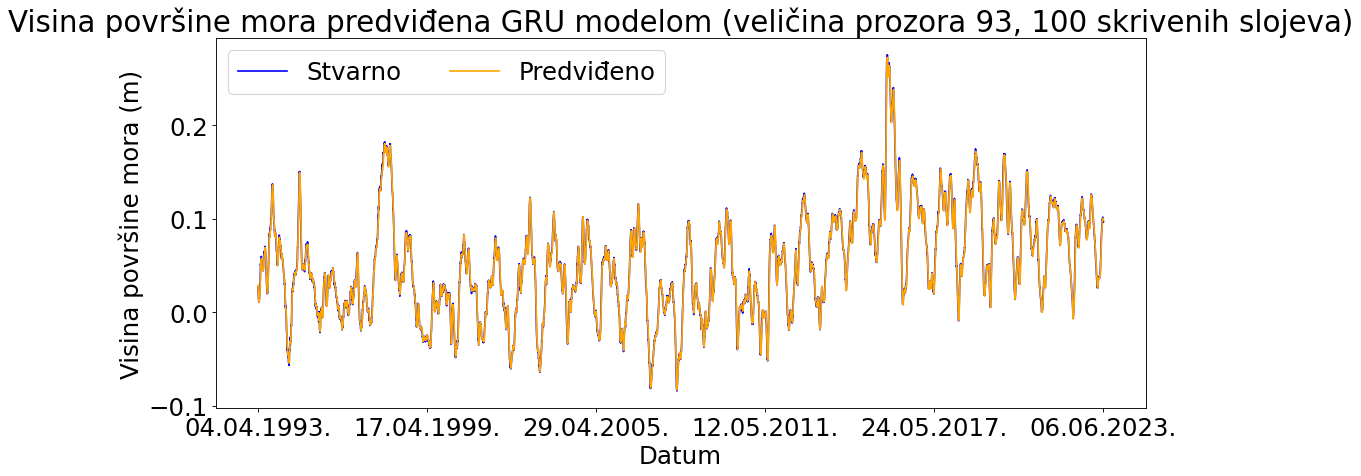 Visina površine mora predviđena GRU modelom (veličina prozora 93, 100 skrivenih slojeva)
Stvarno Predviđeno
Visina površine mora (m)
0.2
0.1
0.0
−0.1
04.04.1993. 17.04.1999. 29.04.2005. 12.05.2011. 24.05.2017. 06.06.2023.
Datum